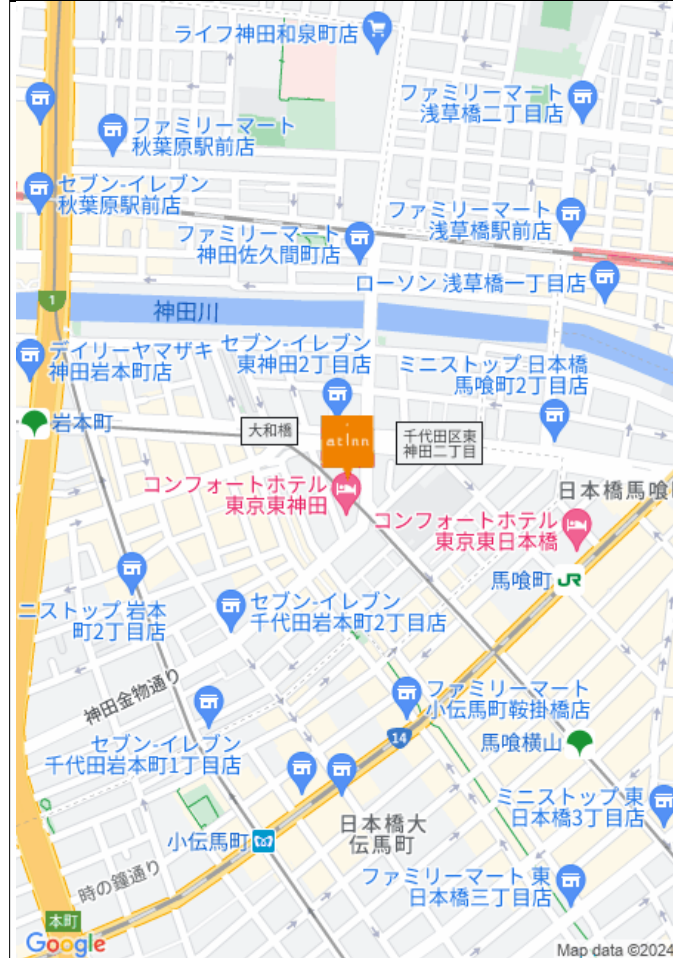 ライフ神田和泉町店
ファミリーマート
浅草橋二丁目店
ファミリーマート
秋葉原駅前店
セブン-イレブン
秋葉原駅前店
ファミリーマート
浅草橋駅前店
ファミリーマート
神田佐久間町店
ローソン 浅草橋一丁目店
1
神田川
セブン-イレブン
東神田2丁目店
デイリーヤマザキ
神田岩本町店
ミニストップ 日本橋
馬喰町2丁目店
岩本町
大和橋
atInn
千代田区東
神田二丁目
コンフォートホテル
東京東神田
日本橋馬喰
コンフォートホテル
東京東日本橋
馬喰町 JR
ニストップ 岩本
町2丁目店
セブン-イレブン
千代田岩本町2丁目店
神田金物通り
ファミリーマート
小伝馬町鞍掛橋店
14
セブン-イレブン
千代田岩本町1丁目店
馬喰横山
ミニストップ 東
日本橋3丁目店
日本橋大
伝馬町
小伝馬町
時の鐘通り
ファミリーマート 東
日本橋三丁目店
本町
Google
Map data ©2024